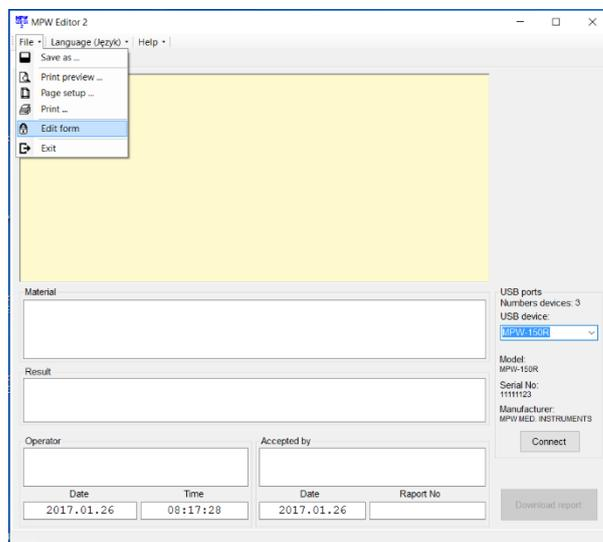 MPW Editor 2
File Language (Język) Help
Save as ...
Print preview ...
Page setup ...
Print ...
Edit form
Exit
Material
Result
Operator
Accepted by
Date Time
2017.01.26 08:17:28
Date Raport No
2017.01.26
USB ports
Numbers devices: 3
USB device:
MPW-150R
Model:
MPW-150R
Serial No:
11111123
Manufacturer:
MPW MED. INSTRUMENTS
Connect
Download report